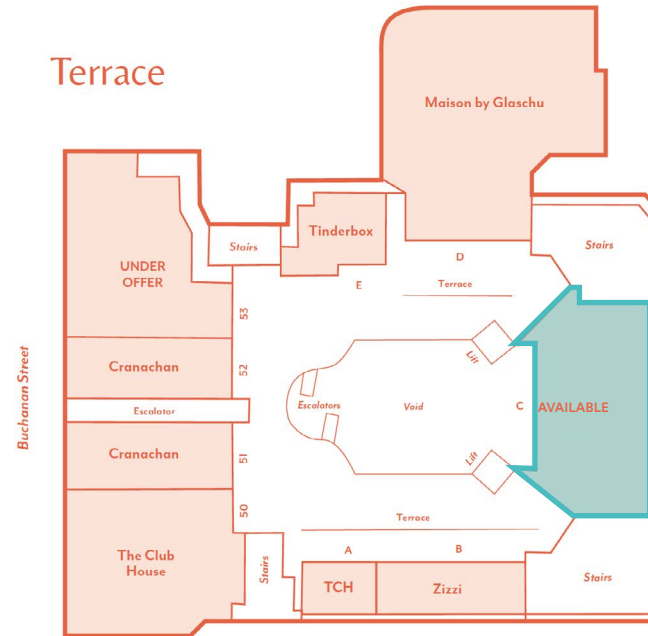 Terrace
Maison by Glaschu
Tinderbox
Stairs
Stairs
UNDER
OFFER
D
E
Terrace
53
Lift
Cranachan
52
Buchanan Street
Escalator
Escalators
Void
C
AVAILABLE
Cranachan
51
Lift
50
Terrace
The Club
House
Stairs
A
B
TCH
Zizzi
Stairs